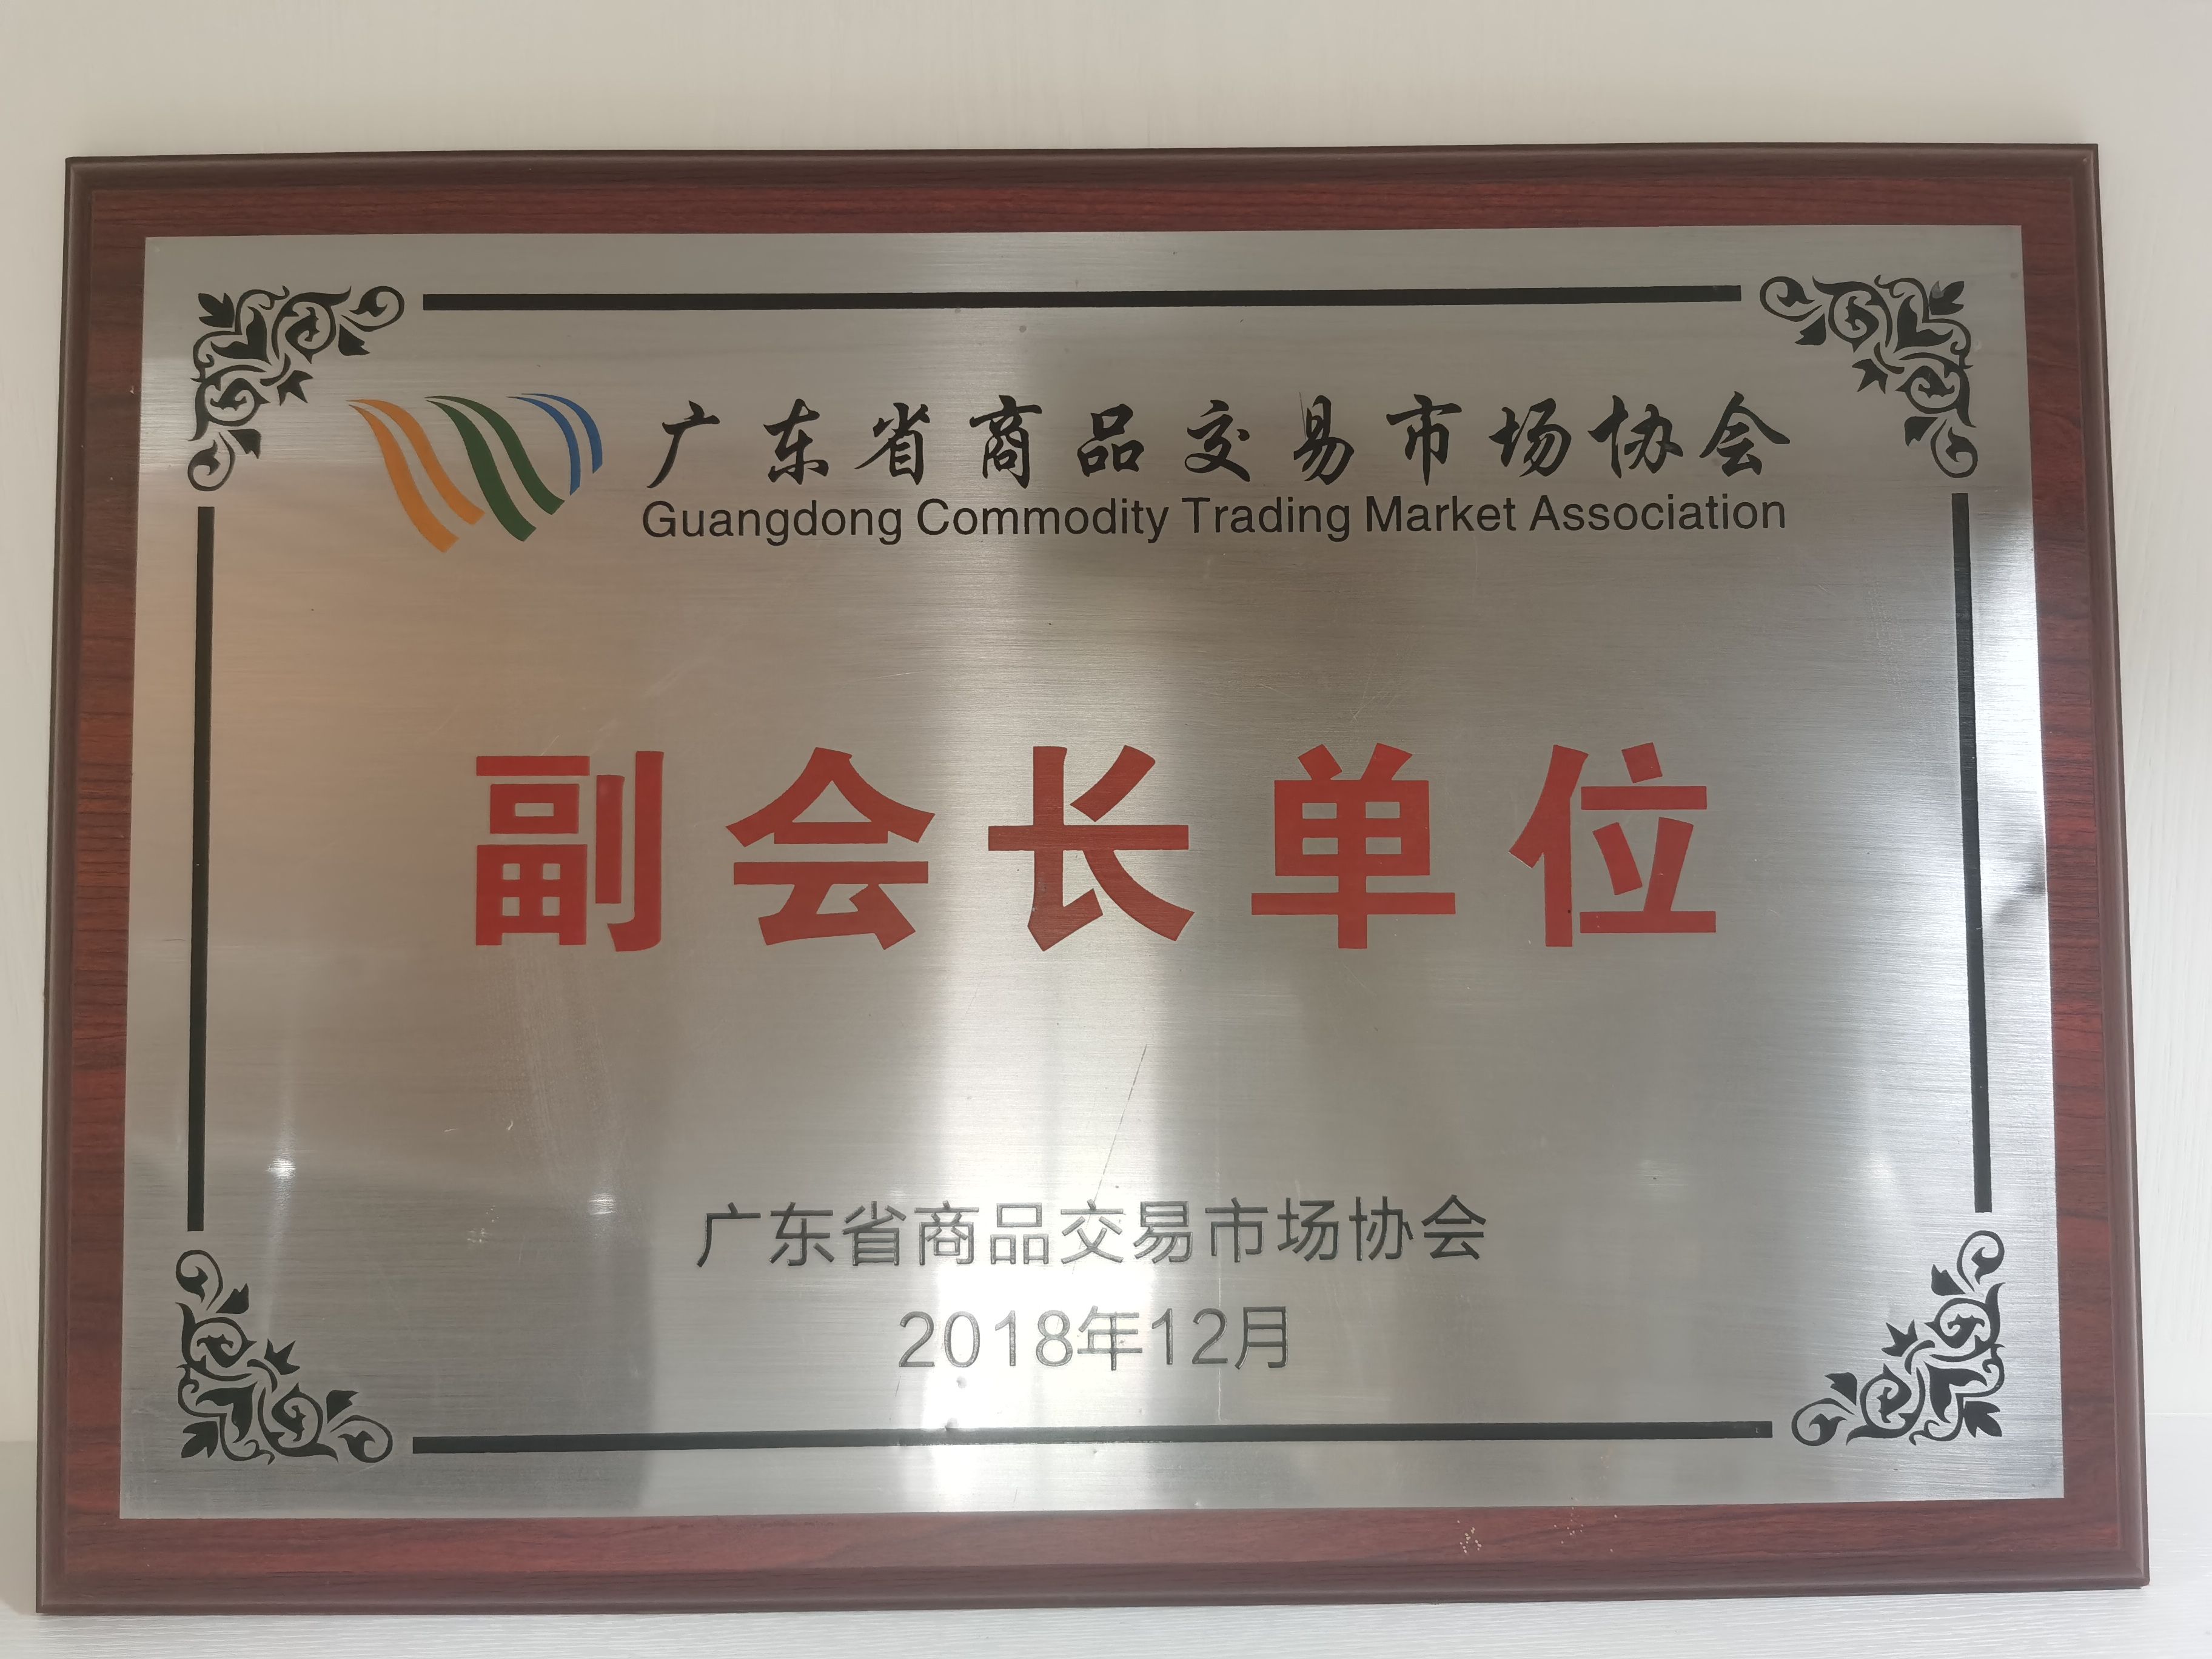 广东省商品交易市场协会
Guangdong Commodity Trading Market Association
副会长单位
广东省商品交易市场协会
2018年12月